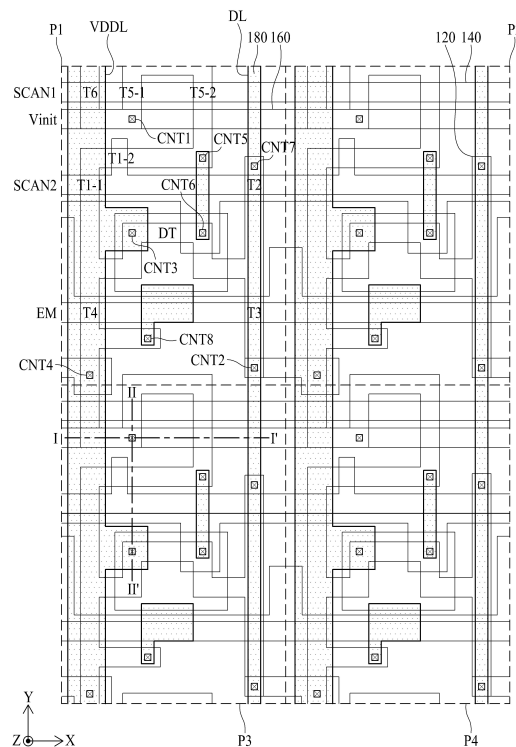 P1 VDDL DL 180 160 120 140 P
SCAN1 T6 T5-1 T5-2
Vinit CNT1
T1-2 CNT5 CNT7
SCAN2 T1-1 CNT6 T2
DT
CNT3
EM T4 T3
CNT8 CNT2
CNT4
II
I I'
II'
Y
Z X P3 P4